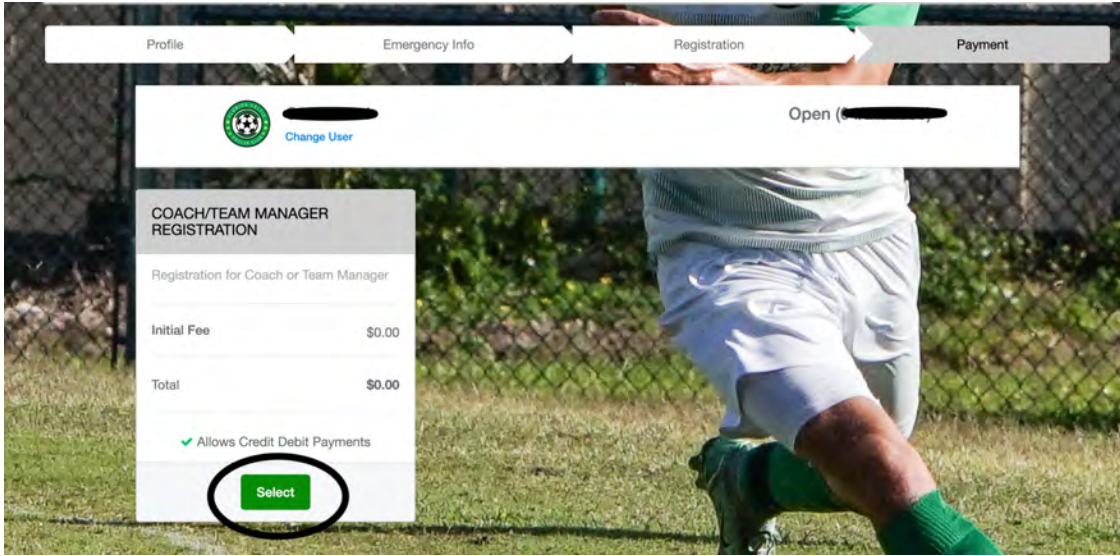 Profile
Emergency Info
Registration
Payment
Change User
Open (
COACH/TEAM MANAGER
REGISTRATION
Registration for Coach or Team Manager
Initial Fee
$0.00
Total
$0.00
✔ Allows Credit Debit Payments
Select